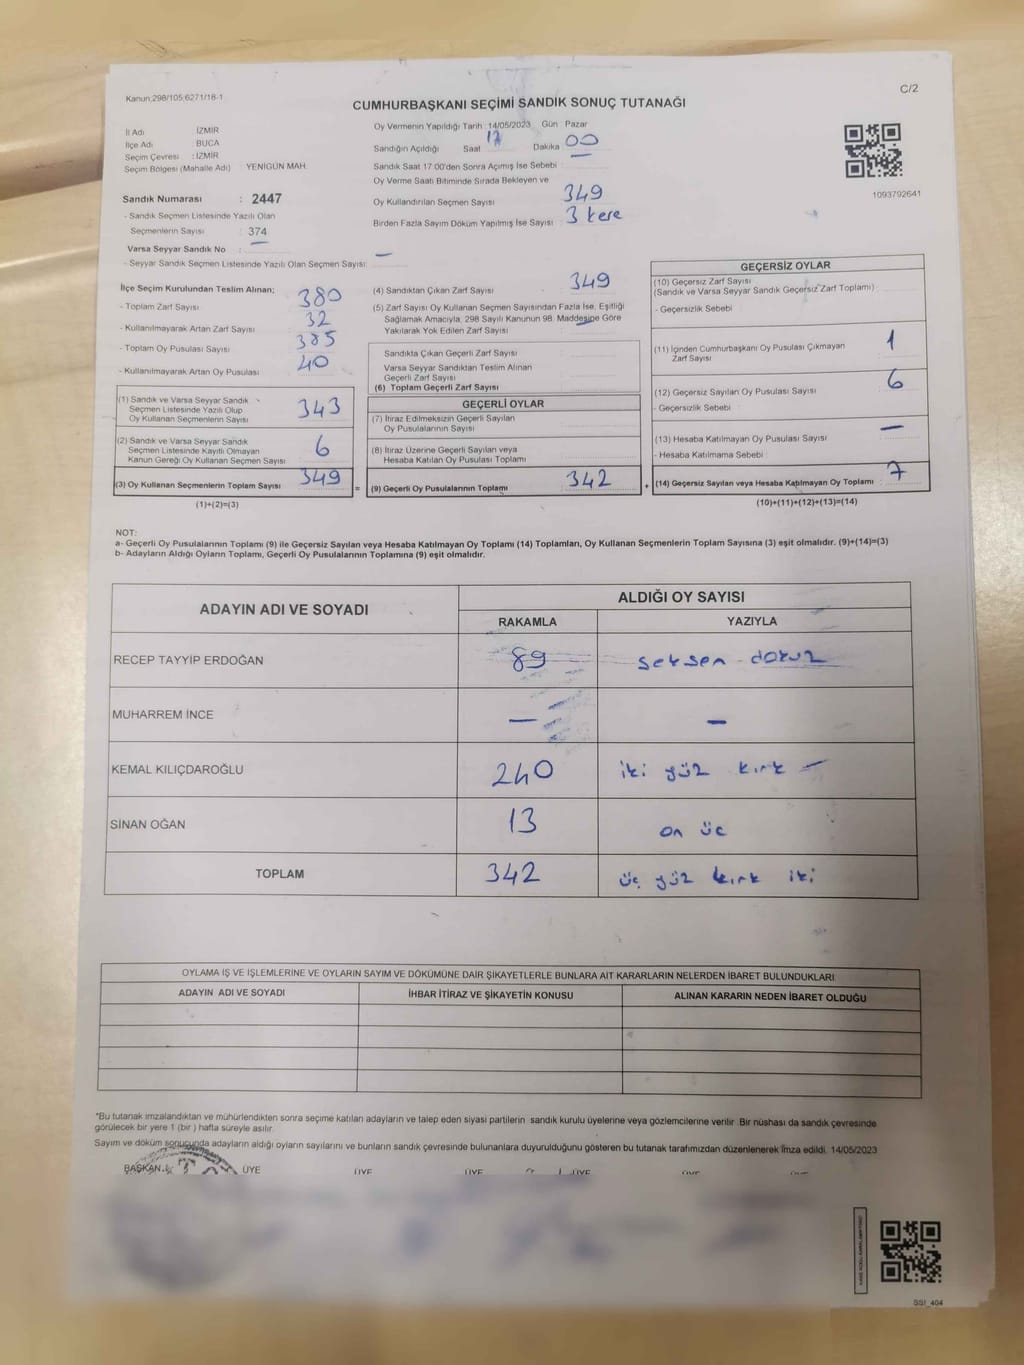 Kanun:298/105;6271/18-1
C/2
CUMHURBAŞKANI SEÇİMİ SANDIK SONUÇ TUTANAĞI
İl Adı İZMİR
İlçe Adı BUCA
Seçim Çevresi : İZMİR
Seçim Bölgesi (Mahalle Adı) YENİGÜN MAH.
Oy Vermenin Yapıldığı Tarih :14/05/2023 Gün Pazar
Sandığın Açıldığı Saat 17 Dakika 00
Sandık Saat 17.00'den Sonra Açımış İse Sebebi :
Oy Verme Saati Bitiminde Sırada Bekleyen ve
Oy Kullandırılan Seçmen Sayısı 349
Birden Fazla Sayım Döküm Yapılmış İse Sayısı : 3 kere
1093792641
Sandık Numarası : 2447
- Sandık Seçmen Listesinde Yazılı Olan
Seçmenlerin Sayısı : 374
Varsa Seyyar Sandık No : —
- Seyyar Sandık Seçmen Listesinde Yazılı Olan Seçmen Sayısı: —
İlçe Seçim Kurulundan Teslim Alınan;
- Toplam Zarf Sayısı 380
- Kullanılmayarak Artan Zarf Sayısı 32
- Toplam Oy Pusulası Sayısı 385
- Kullanılmayarak Artan Oy Pusulası 40
(1) Sandık ve Varsa Seyyar Sandık
Seçmen Listesinde Yazılı Olup
Oy Kullanan Seçmenlerin Sayısı 343
(2) Sandık ve Varsa Seyyar Sandık
Seçmen Listesinde Kayıtlı Olmayan
Kanun Gereği Oy Kullanan Seçmen Sayısı 6
(3) Oy Kullanan Seçmenlerin Toplam Sayısı 349
(1)+(2)=(3)
(4) Sandıktan Çıkan Zarf Sayısı 349
(5) Zarf Sayısı Oy Kullanan Seçmen Sayısından Fazla İse, Eşitliği
Sağlamak Amacıyla, 298 Sayılı Kanunun 98. Maddesine Göre
Yakılarak Yok Edilen Zarf Sayısı
Sandıkta Çıkan Geçerli Zarf Sayısı
Varsa Seyyar Sandıktan Teslim Alınan
Geçerli Zarf Sayısı
(6) Toplam Geçerli Zarf Sayısı
GEÇERLİ OYLAR
(7) İtiraz Edilmeksizin Geçerli Sayılan
Oy Pusulalarının Sayısı
(8) İtiraz Üzerine Geçerli Sayılan veya
Hesaba Katılan Oy Pusulası Toplamı
= (9) Geçerli Oy Pusulalarının Toplamı 342
GEÇERSİZ OYLAR
(10) Geçersiz Zarf Sayısı
(Sandık ve Varsa Seyyar Sandık Geçersiz Zarf Toplamı)
- Geçersizlik Sebebi
(11) İçinden Cumhurbaşkanı Oy Pusulası Çıkmayan
Zarf Sayısı 1
(12) Geçersiz Sayılan Oy Pusulası Sayısı 6
- Geçersizlik Sebebi
(13) Hesaba Katılmayan Oy Pusulası Sayısı —
- Hesaba Katılmama Sebebi
+ (14) Geçersiz Sayılan veya Hesaba Katılmayan Oy Toplamı 7
(10)+(11)+(12)+(13)=(14)
NOT:
a- Geçerli Oy Pusulalarının Toplamı (9) ile Geçersiz Sayılan veya Hesaba Katılmayan Oy Toplamı (14) Toplamları, Oy Kullanan Seçmenlerin Toplam Sayısına (3) eşit olmalıdır. (9)+(14)=(3)
b- Adayların Aldığı Oyların Toplamı, Geçerli Oy Pusulalarının Toplamına (9) eşit olmalıdır.
ADAYIN ADI VE SOYADI
ALDIĞI OY SAYISI
RAKAMLA YAZIYLA
RECEP TAYYİP ERDOĞAN 89 seksen dokuz
MUHARREM İNCE — —
KEMAL KILIÇDAROĞLU 240 iki yüz kırk —
SİNAN OĞAN 13 on üç
TOPLAM 342 üç yüz kırk iki
OYLAMA İŞ VE İŞLEMLERİNE VE OYLARIN SAYIM VE DÖKÜMÜNE DAİR ŞİKAYETLERLE BUNLARA AİT KARARLARIN NELERDEN İBARET BULUNDUKLARI
ADAYIN ADI VE SOYADI İHBAR İTİRAZ VE ŞİKAYETİN KONUSU ALINAN KARARIN NEDEN İBARET OLDUĞU
*Bu tutanak imzalandıktan ve mühürlendikten sonra seçime katılan adayların ve talep eden siyasi partilerin sandık kurulu üyelerine veya gözlemcilerine verilir. Bir nüshası da sandık çevresinde
görülecek bir yere 1 (bir ) hafta süreyle asılır.
Sayım ve döküm sonucunda adayların aldığı oyların sayılarını ve bunların sandık çevresinde bulunanlara duyurulduğunu gösteren bu tutanak tarafımızdan düzenlenerek imza edildi. 14/05/2023
BAŞKAN ÜYE ÜYE ÜYE ÜYE
SSI_404